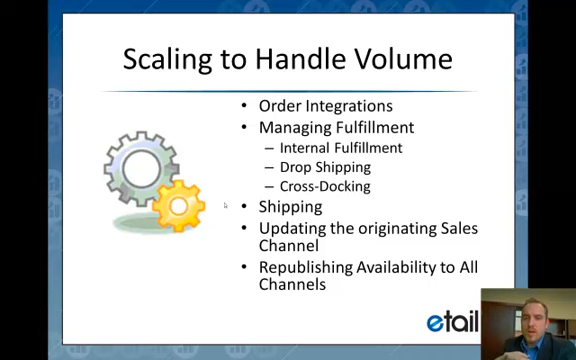 Scaling to Handle Volume
• Order Integrations
• Managing Fulfillment
– Internal Fulfillment
– Drop Shipping
– Cross-Docking
• Shipping
• Updating the originating Sales
Channel
• Republishing Availability to All
Channels
etail